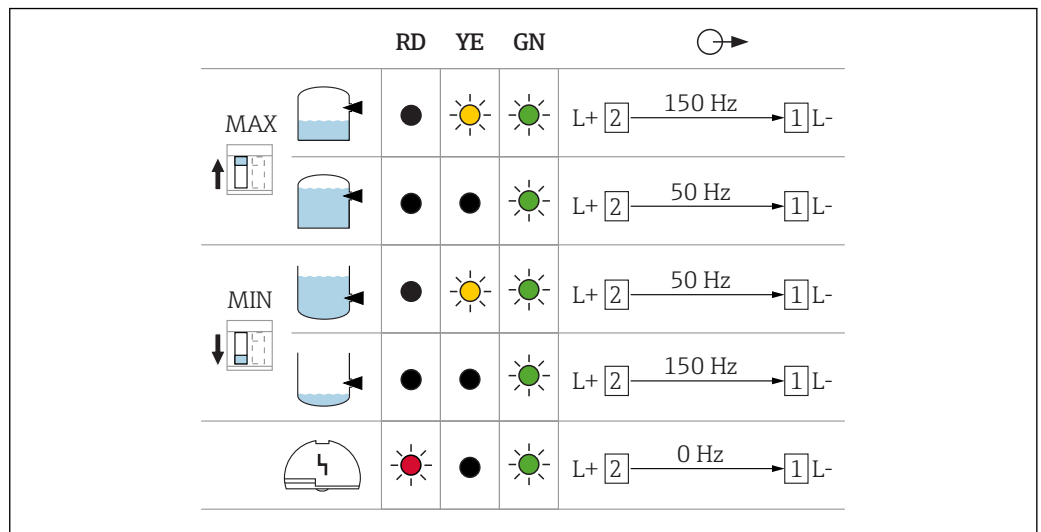 RD YE GN
MAX
L+ 2 150 Hz 1 L-
L+ 2 50 Hz 1 L-
MIN
L+ 2 50 Hz 1 L-
L+ 2 150 Hz 1 L-
L+ 2 0 Hz 1 L-